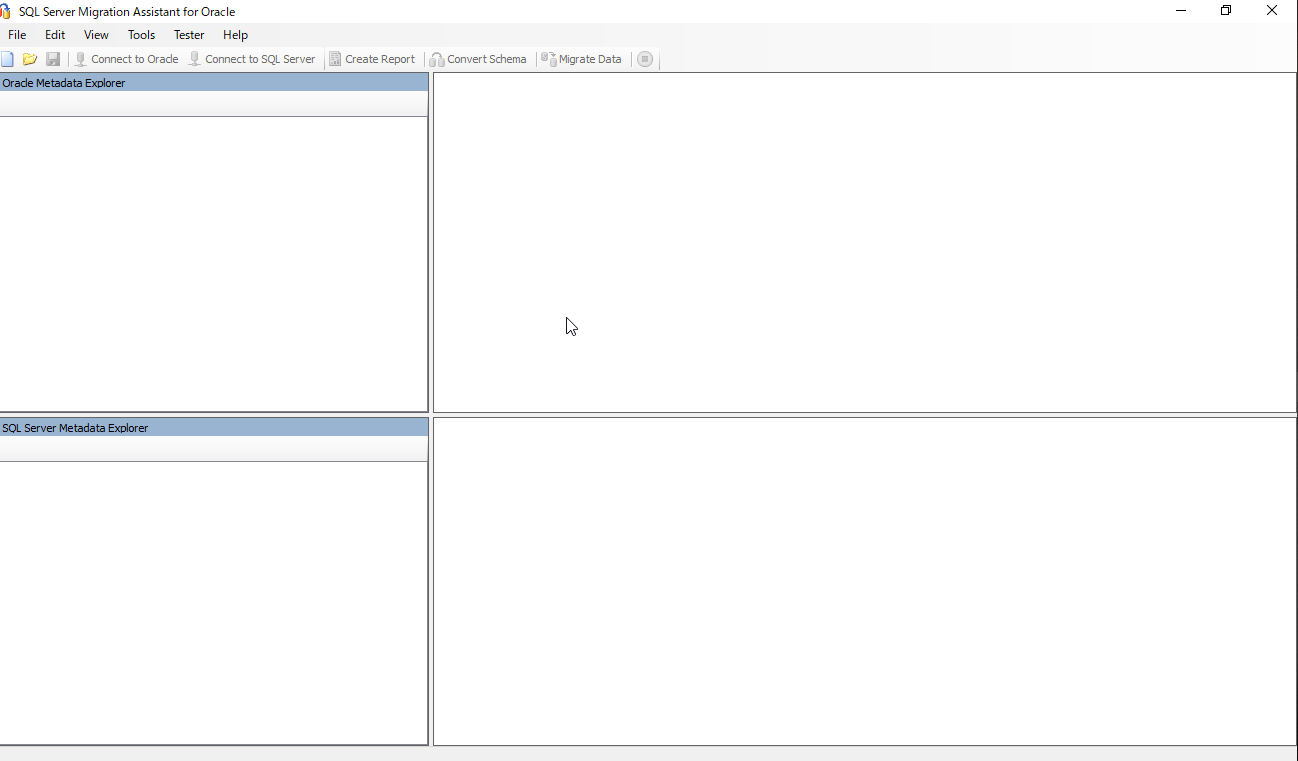 SQL Server Migration Assistant for Oracle
File Edit View Tools Tester Help
Connect to Oracle Connect to SQL Server Create Report Convert Schema Migrate Data
Oracle Metadata Explorer
SQL Server Metadata Explorer